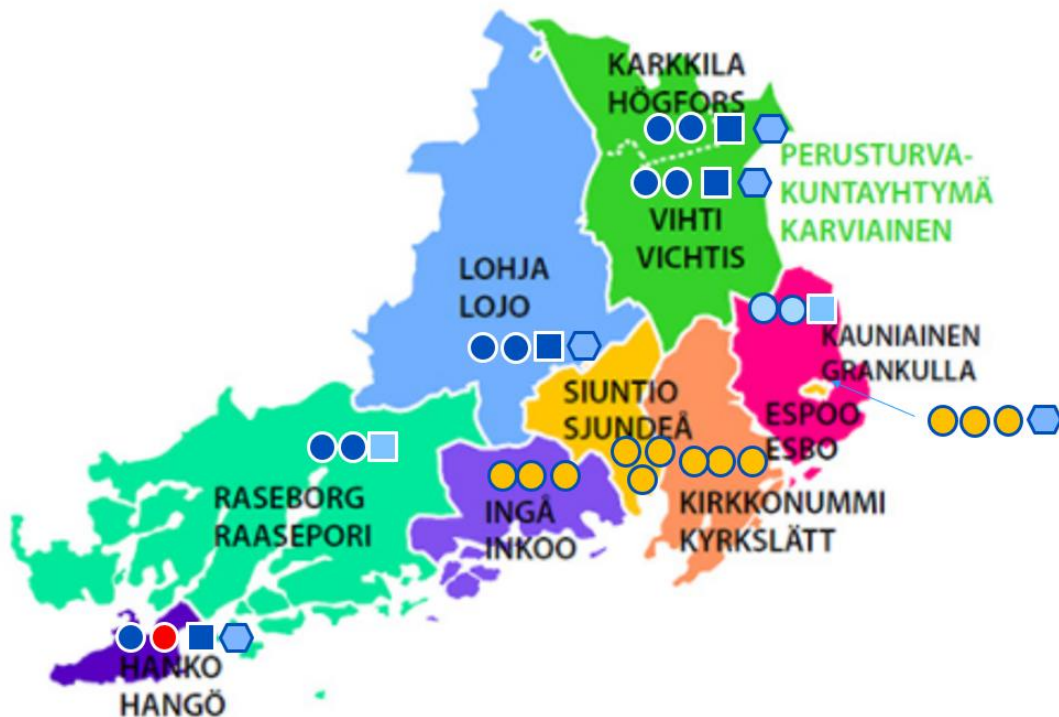 KARKKILA
HÖGFORS
PERUSTURVA-
KUNTAYHTYMÄ
KARVIAINEN
VIHTI
VICHTIS
LOHJA
LOJO
KAUNIAINEN
GRANKULLA
SIUNTIO
SJUNDEÅ
ESPOO
ESBO
RASEBORG
RAASEPORI
INGÅ
INKOO
KIRKKONUMMI
KYRKSLÄTT
HANKO
HANGÖ